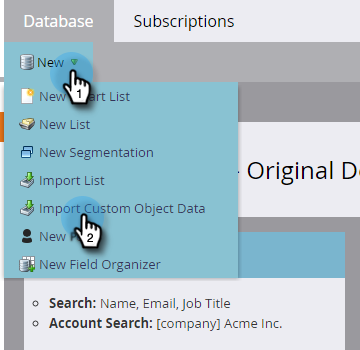 Database Subscriptions
New
1
New Smart List
New List
- Original D
New Segmentation
Import List
Import Custom Object Data
New
2
New Field Organizer
Search: Name, Email, Job Title
Account Search: [company] Acme Inc.